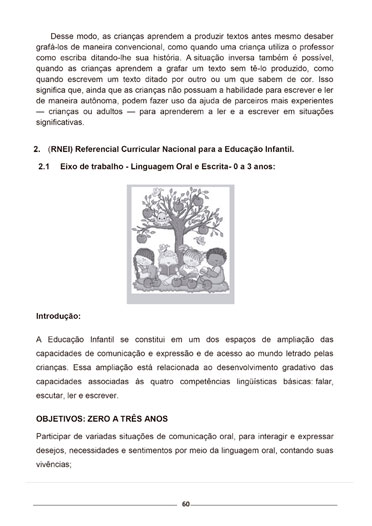 Desse modo, as crianças aprendem a produzir textos antes mesmo desaber
grafá-los de maneira convencional, como quando uma criança utiliza o professor
como escriba ditando-lhe sua história. A situação inversa também é possível,
quando as crianças aprendem a grafar um texto sem tê-lo produzido, como
quando escrevem um texto ditado por outro ou um que sabem de cor. Isso
significa que, ainda que as crianças não possuam a habilidade para escrever e ler
de maneira autônoma, podem fazer uso da ajuda de parceiros mais experientes
— crianças ou adultos — para aprenderem a ler e a escrever em situações
significativas.
2. (RNEI) Referencial Curricular Nacional para a Educação Infantil.
2.1 Eixo de trabalho - Linguagem Oral e Escrita- 0 a 3 anos:
Introdução:
A Educação Infantil se constitui em um dos espaços de ampliação das
capacidades de comunicação e expressão e de acesso ao mundo letrado pelas
crianças. Essa ampliação está relacionada ao desenvolvimento gradativo das
capacidades associadas ás quatro competências lingüísticas básicas: falar,
escutar, ler e escrever.
OBJETIVOS: ZERO A TRÊS ANOS
Participar de variadas situações de comunicação oral, para interagir e expressar
desejos, necessidades e sentimentos por meio da linguagem oral, contando suas
vivências;
60